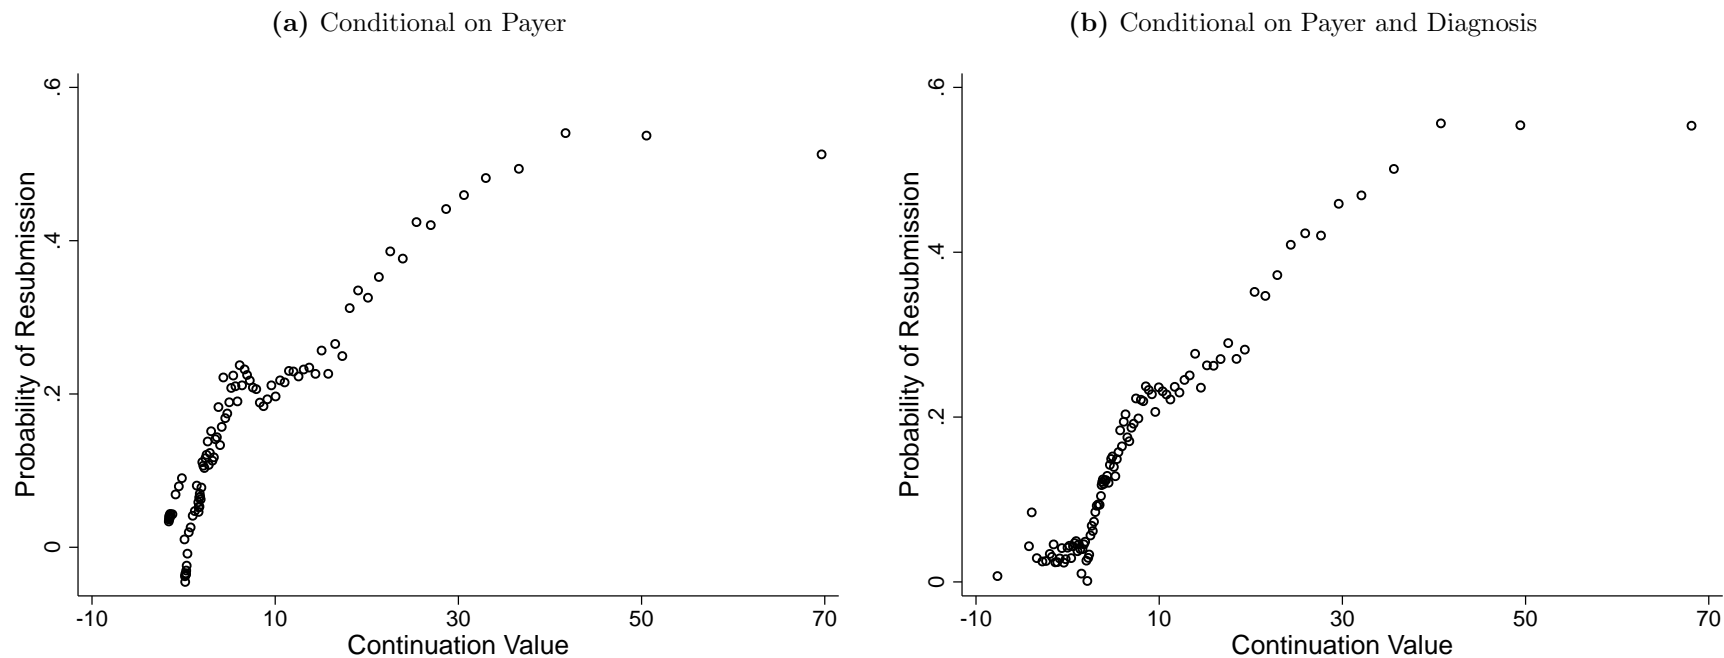 (a) Conditional on Payer
Probability of Resubmission
.6
.4
.2
0
-10 10 30 50 70
Continuation Value
(b) Conditional on Payer and Diagnosis
Probability of Resubmission
.6
.4
.2
0
-10 10 30 50 70
Continuation Value